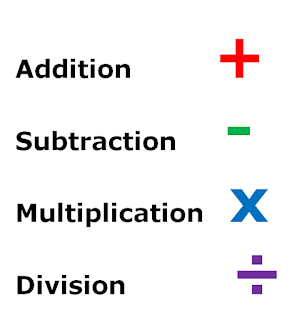 Addition +
Subtraction -
Multiplication x
Division ÷